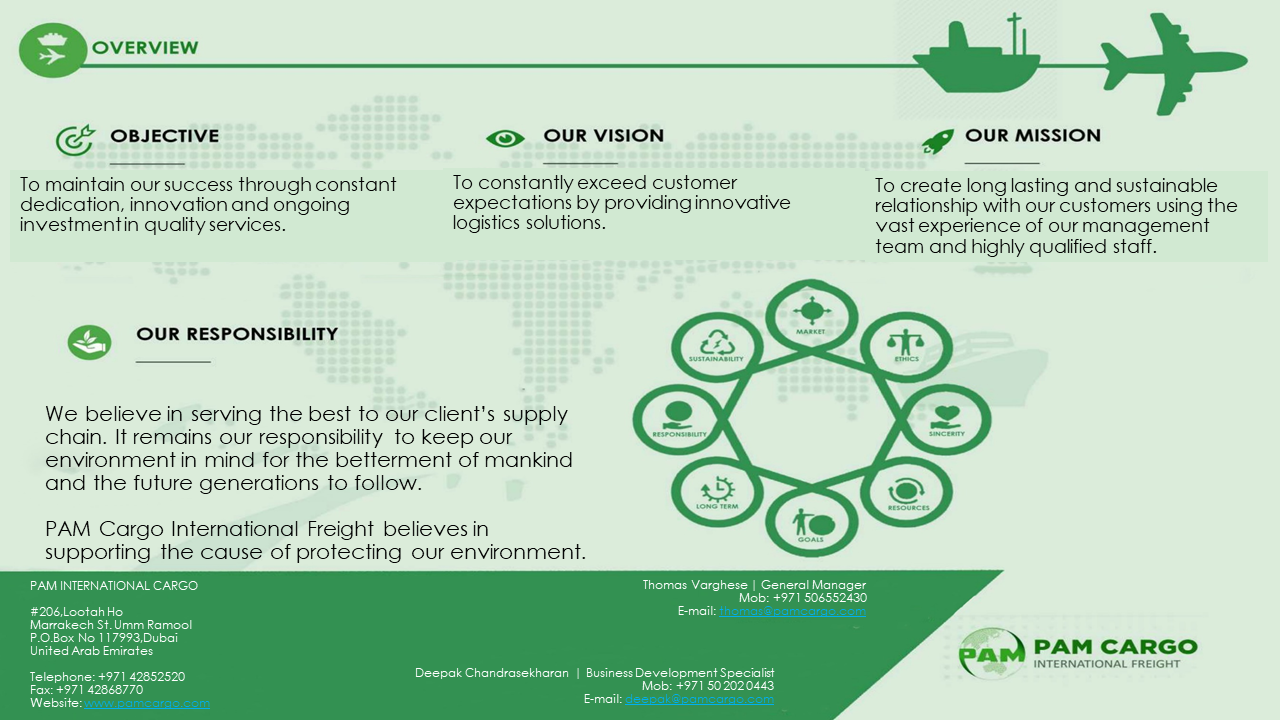 OVERVIEW
OBJECTIVE
To maintain our success through constant
dedication, innovation and ongoing
investment in quality services.
OUR VISION
To constantly exceed customer
expectations by providing innovative
logistics solutions.
OUR MISSION
To create long lasting and sustainable
relationship with our customers using the
vast experience of our management
team and highly qualified staff.
OUR RESPONSIBILITY
We believe in serving the best to our client's supply
chain. It remains our responsibility to keep our
environment in mind for the betterment of mankind
and the future generations to follow.
PAM Cargo International Freight believes in
supporting the cause of protecting our environment.
MARKET
ETHICS
SINCERITY
RESOURCES
GOALS
LONG TERM
RESPONSIBILITY
SUSTAINABILITY
PAM INTERNATIONAL CARGO
#206,Lootah Ho
Marrakech St. Umm Ramool
P.O.Box No 117993,Dubai
United Arab Emirates
Telephone: +971 42852520
Fax: +971 42868770
Website: www.pamcargo.com
Thomas Varghese | General Manager
Mob: +971 506552430
E-mail: thomas@pamcargo.com
Deepak Chandrasekharan | Business Development Specialist
Mob: +971 50 202 0443
E-mail: deepak@pamcargo.com
PAM
PAM CARGO
INTERNATIONAL FREIGHT